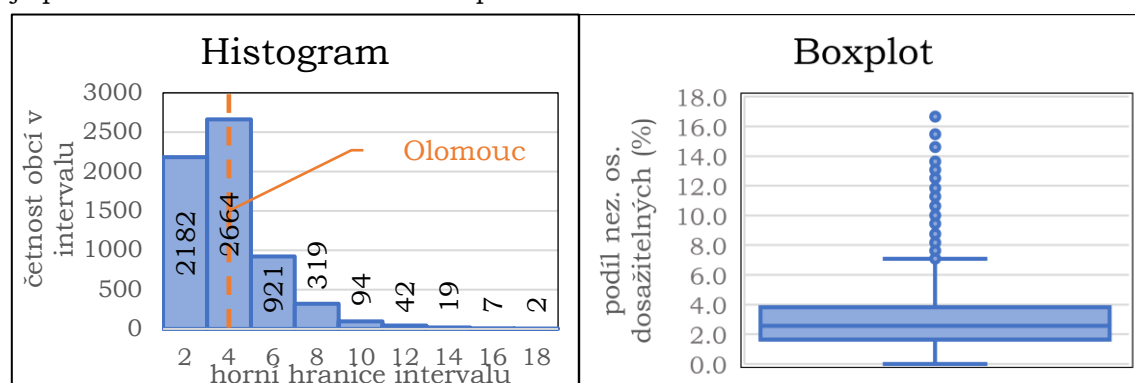 Histogram
četnost obcí v
intervalu
3000
2500
2000
1500
1000
500
0
Olomouc
2182
2664
921
319
94
42
19
7
2
2 4 6 8 10 12 14 16 18
horní hranice intervalu
Boxplot
podil nez. os.
dosažitelných (%)
18.0
16.0
14.0
12.0
10.0
8.0
6.0
4.0
2.0
0.0